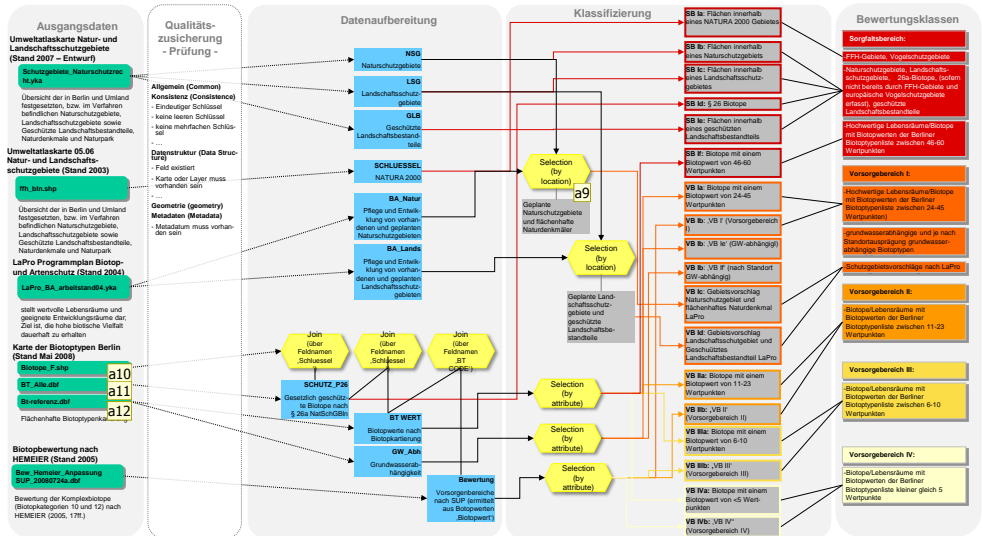 Ausgangsdaten
Umweltatlaskarte Natur- und
Landschaftsschutzgebiete
(Stand 2007 – Entwurf)
Schutzgebiete_Naturschutzrec
ht.yka
Übersicht der in Berlin und Umland
festgesetzten, bzw. im Verfahren
befindlichen Naturschutzgebiete,
Landschaftsschutzgebiete sowie
Geschützte Landschaftsbestandteile,
Naturdenkmale und Naturpark
Umweltatlaskarte 05.06
Natur- und Landschafts-
schutzgebiete (Stand 2003)
ffh_bln.shp
Übersicht der in Berlin und Umland
festgesetzten, bzw. im Verfahren
befindlichen Naturschutzgebiete,
Landschaftsschutzgebiete sowie
Geschützte Landschaftsbestandteile,
Naturdenkmale und Naturpark
LaPro Programmplan Biotop-
und Artenschutz (Stand 2004)
LaPro_BA_arbeitstand04.yka
stellt wertvolle Lebensräume und
geeignete Entwicklungsräume dar;
Ziel ist, die hohe biotische Vielfalt
dauerhaft zu erhalten
Karte der Biotoptypen Berlin
(Stand Mai 2008)
Biotope_F.shp
a10
BT_Alle.dbf
a11
Bt-referenz.dbf
a12
Flächenhafte Biotoptypenka
Biotopbewertung nach
HEMEIER (Stand 2005)
Bew_Hemeier_Anpassung
SUP_20080724a.dbf
Bewertung der Komplexbiotope
(Biotopkategorien 10 und 12) nach
HEMEIER (2005, 17ff.)
Qualitäts-
zusicherung
- Prüfung -
Allgemein (Common)
Konsistenz (Consistence)
- Eindeutiger Schlüssel
- keine leeren Schlüssel
- keine mehrfachen Schlüs-
sel
- ...
Datenstruktur (Data Struc-
ture)
- Feld existiert
- Karte oder Layer muss
vorhanden sein
- ...
Geometrie (geometry)
Metadaten (Metadata)
- Metadatum muss vorhan-
den sein
Datenaufbereitung
NSG
Naturschutzgebiete
LSG
Landschaftsschutz-
gebiete
GLB
Geschützte
Landschaftsbestand-
teile
SCHLUESSEL
NATURA 2000
BA_Natur
Pflege und Entwik-
klung von vorhan-
denen und geplanten
Naturschutzgebieten
BA_Lands
Pflege und Entwik-
klung von vorhan-
denen und geplanten
Landschaftsschutz-
gebieten
Join
(über
Feldnamen
‚Schluessel
‘)
Join
(über
Feldnamen
‚Schluessel
Join
(über
Feldnamen
‚BT
CODE‘)
SCHUTZ_P26
Gesetzlich geschütz-
te Biotope nach
§ 26a NatSchGBln
BT WERT
Biotopwerte nach
Biotopkartierung
GW_Abh
Grundwasserab-
hängigkeit
Bewertung
Vorsorgenbereiche
nach SUP (ermittelt
aus Botopwerten
‚Biotopwert‘)
Klassifizierung
Selection
(by
location)
a9
Geplante
Naturschutzgebiete
und flächenhafte
Naturdenkmäler
Selection
(by
location)
Geplante Land-
schaftsschutz-
gebiete und
geschützte
Landschaftsbe-
standteile
Selection
(by
attribute)
Selection
(by
attribute)
Selection
(by
attribute)
SB Ia: Flächen innerhalb
eines NATURA 2000 Gebietes
SB Ib: Flächen innerhalb
eines Naturschutzgebiets
SB Ic: Flächen innerhalb
eines Landschaftsschutz-
gebietes
SB Id: § 26 Biotope
SB Ie: Flächen innerhalb
eines geschützten
Landschaftsbestandteils
SB If: Biotope mit einem
Biotopwert von 46-60
VB Ia: Biotope mit einem
Biotopwert von 24-45
Wertpunkten
VB Ib: ‚VB I‘ (Vorsorgebereich
I)
VB Ib: ‚VB Ie‘ (GW-abhängigl)
VB Ib: ‚VB If‘ (nach Standort
GW-abhängig)
VB Ic: Gebietsvorschlag
Naturschutzgebiet und
flächenhaftes Naturdenkmal
LaPro
VB Id: Gebietsvorschlag
Landschaftsschutzgebiet und
Geschuütztes
Landschaftsbestandteil LaPro
VB IIa: Biotope mit einem
Biotopwert von 11-23
Wertpunkten
VB IIb: ‚VB II‘
(Vorsorgebereich II)
VB IIIa: Biotope mit einem
Biotopwert von 6-10
Wertpunkten
VB IIIb: ‚VB III‘
(Vorsorgebereich III)
VB IVa: Biotope mit einem
Biotopwert von <5 Wert-
punkten
VB IVb: ‚VB IV‘‘
(Vorsorgebereich IV)
Bewertungsklassen
Sorgfaltsbereich:
-FFH-Gebiete, Vogelschutzgebiete
-Naturschutzgebiete, Landschafts-
schutzgebiete, 26a-Biotope, (sofern
nicht bereits durch FFH-Gebiete und
europäische Vogelschutzgebiete
erfasst), geschützte
Landschaftsbestandteile
-Hochwertige Lebensräume/Biotope
mit Biotopwerten der Berliner
Biotoptypenliste zwischen 46-60
Wertpunkten
Vorsorgebereich I:
-Hochwertige Lebensräume/Biotope
mit Biotopwerten der Berliner
Biotoptypenliste zwischen 24-45
Wertpunkten)
-grundwasserabhängige und je nach
Standortausprägung grundwasser-
abhängige Biotoptypen
-Schutzgebietsvorschläge nach LaPro
Vorsorgebereich II:
-Biotope/Lebensräume mit
Biotopwerten der Berliner
Biotoptypenliste zwischen 11-23
Wertpunkten
Vorsorgebereich III:
-Biotope/Lebensräume mit
Biotopwerten der Berliner
Biotoptypenliste zwischen 6-10
Wertpunkten
Vorsorgebereich IV:
-Biotope/Lebensräume mit
Biotopwerten der Berliner
Biotoptypenliste kleiner gleich 5
Wertpunkte